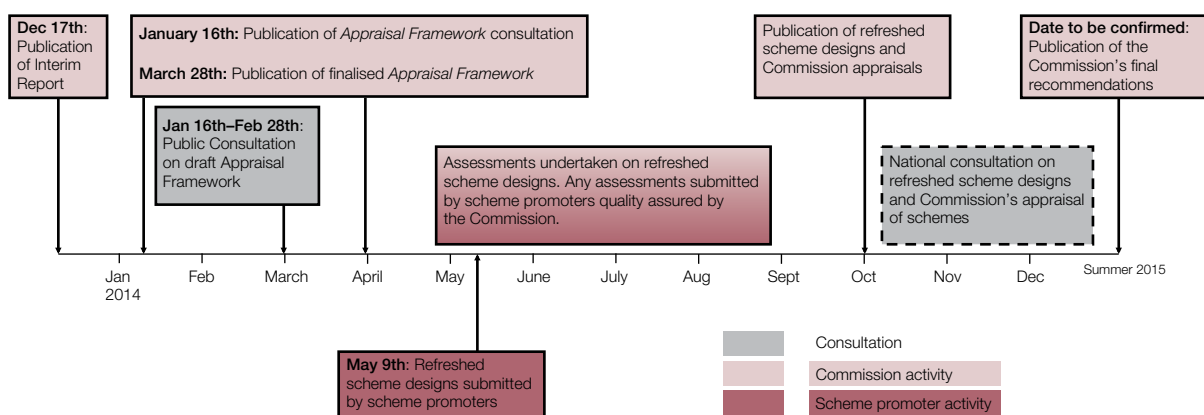 Dec 17th:
Publication
of Interim
Report
January 16th: Publication of Appraisal Framework consultation
March 28th: Publication of finalised Appraisal Framework
Jan 16th–Feb 28th:
Public Consultation
on draft Appraisal
Framework
Assessments undertaken on refreshed
scheme designs. Any assessments submitted
by scheme promoters quality assured by
the Commission.
Publication of refreshed
scheme designs and
Commission appraisals
Date to be confirmed:
Publication of the
Commission's final
recommendations
National consultation on
refreshed scheme designs
and Commission's appraisal
of schemes
Jan
2014
Feb
March
April
May
June
July
Aug
Sept
Oct
Nov
Dec
Summer 2015
May 9th: Refreshed
scheme designs submitted
by scheme promoters
Consultation
Commission activity
Scheme promoter activity